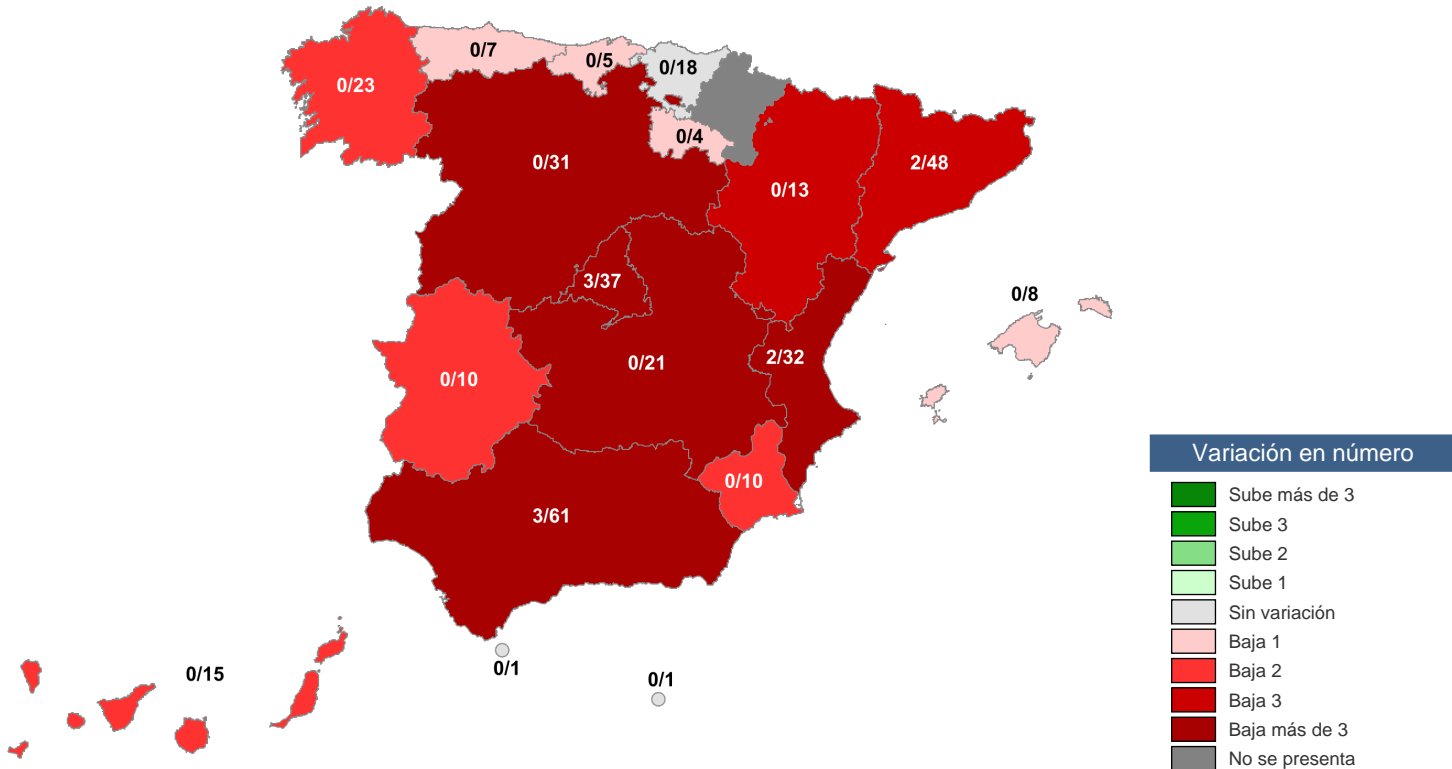 0/7
0/5
0/18
0/23
0/4
0/31
2/48
0/13
3/37
0/8
0/21
2/32
0/10
0/10
3/61
0/15
0/1
0/1
Variación en número
Sube más de 3
Sube 3
Sube 2
Sube 1
Sin variación
Baja 1
Baja 2
Baja 3
Baja más de 3
No se presenta